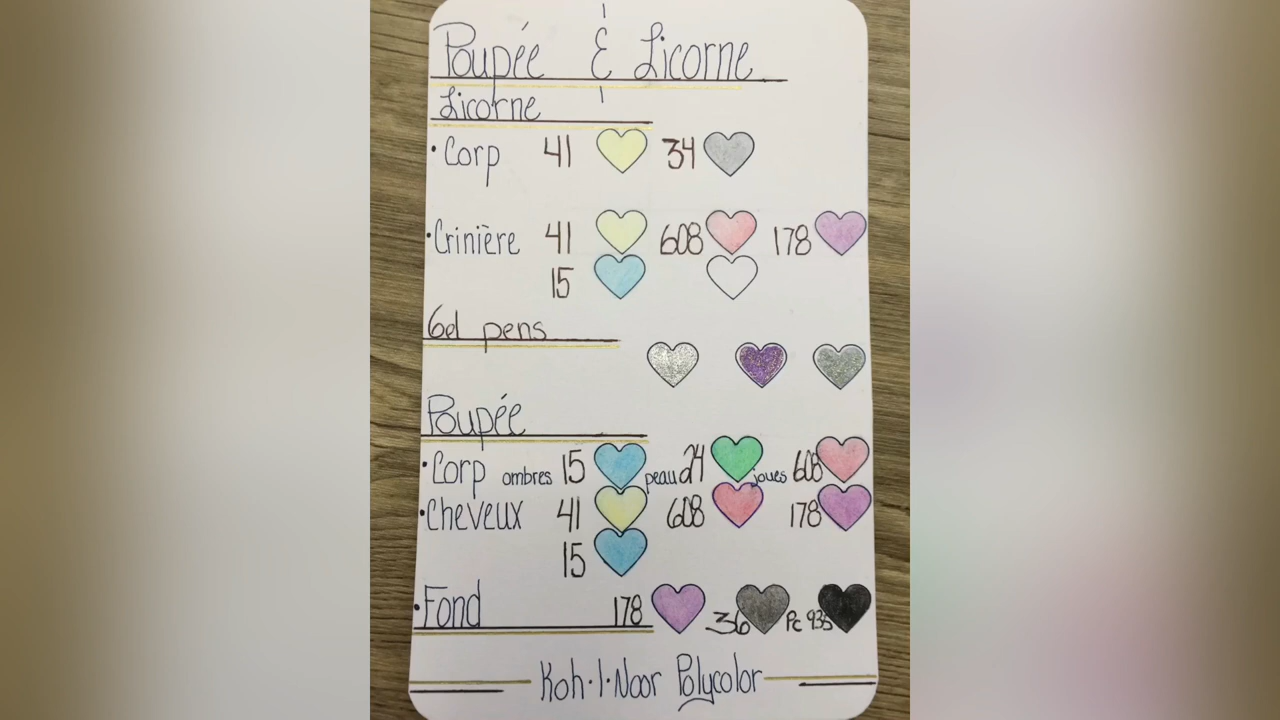 Poupée & Licorne
Licorne
• Corp 41 34
• Crinière 41 608 178
15
Gel pens
Poupée
• Corp ombres 15 peau 24 joues 608
• Cheveux 41 608 178
15
• Fond 178 36 Pc 935
Koh•I•Noor Polycolor